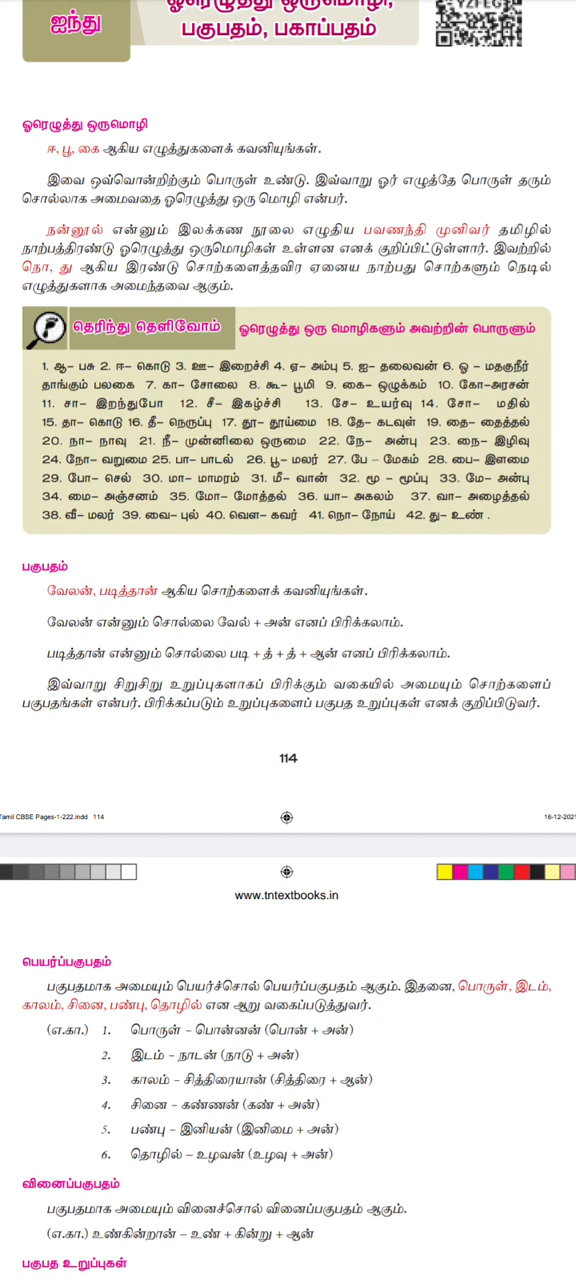 ஐந்து
ஓரெழுத்து ஒருமொழி,
பகுபதம், பகாப்பதம்
ஓரெழுத்து ஒருமொழி
ஈ, பூ, கை ஆகிய எழுத்துகளைக் கவனியுங்கள்.
இவை ஒவ்வொன்றிற்கும் பொருள் உண்டு. இவ்வாறு ஓர் எழுத்தே பொருள் தரும்
சொல்லாக அமைவதை ஓரெழுத்து ஒரு மொழி என்பர்.
நன்னூல் என்னும் இலக்கண நூலை எழுதிய பவணந்தி முனிவர் தமிழில்
நாற்பத்திரண்டு ஓரெழுத்து ஒருமொழிகள் உள்ளன எனக் குறிப்பிட்டுள்ளார். இவற்றில்
நொ, து ஆகிய இரண்டு சொற்களைத்தவிர ஏனைய நாற்பது சொற்களும் நெடில்
எழுத்துகளாக அமைந்தவை ஆகும்.
தெரிந்து தெளிவோம் ஓரெழுத்து ஒரு மொழிகளும் அவற்றின் பொருளும்
1. ஆ– பசு 2. ஈ– கொடு 3. ஊ– இறைச்சி 4. ஏ– அம்பு 5. ஐ– தலைவன் 6. ஓ – மதகுநீர்
தாங்கும் பலகை 7. கா– சோலை 8. கூ– பூமி 9. கை– ஒழுக்கம் 10. கோ–அரசன்
11. சா– இறந்துபோ 12. சீ– இகழ்ச்சி 13. சே– உயர்வு 14. சோ– மதில்
15. தா– கொடு 16. தீ– நெருப்பு 17. தூ– தூய்மை 18. தே– கடவுள் 19. தை– தைத்தல்
20. நா– நாவு 21. நீ– முன்னிலை ஒருமை 22. நே– அன்பு 23. நை– இழிவு
24. நோ– வறுமை 25. பா– பாடல் 26. பூ– மலர் 27. பே – மேகம் 28. பை– இளமை
29. போ– செல் 30. மா– மாமரம் 31. மீ– வான் 32. மூ – மூப்பு 33. மே– அன்பு
34. மை– அஞ்சனம் 35. மோ– மோத்தல் 36. யா– அகலம் 37. வா– அழைத்தல்
38. வீ– மலர் 39. வை– புல் 40. வௌ– கவர் 41. நொ– நோய் 42. து– உண் .
பகுபதம்
வேலன், படித்தான் ஆகிய சொற்களைக் கவனியுங்கள்.
வேலன் என்னும் சொல்லை வேல் + அன் எனப் பிரிக்கலாம்.
படித்தான் என்னும் சொல்லை படி + த் + த் + ஆன் எனப் பிரிக்கலாம்.
இவ்வாறு சிறுசிறு உறுப்புகளாகப் பிரிக்கும் வகையில் அமையும் சொற்களைப்
பகுபதங்கள் என்பர். பிரிக்கப்படும் உறுப்புகளைப் பகுபத உறுப்புகள் எனக் குறிப்பிடுவர்.
114
Tamil CBSE Pages-1-222.indd 114 16-12-2021
www.tntextbooks.in
பெயர்ப்பகுபதம்
பகுபதமாக அமையும் பெயர்ச்சொல் பெயர்ப்பகுபதம் ஆகும். இதனை, பொருள், இடம்,
காலம், சினை, பண்பு, தொழில் என ஆறு வகைப்படுத்துவர்.
(எ.கா.) 1. பொருள் – பொன்னன் (பொன் + அன்)
2. இடம் – நாடன் (நாடு + அன்)
3. காலம் – சித்திரையான் (சித்திரை + ஆன்)
4. சினை – கண்ணன் (கண் + அன்)
5. பண்பு – இனியன் (இனிமை + அன்)
6. தொழில் – உழவன் (உழவு + அன்)
வினைப்பகுபதம்
பகுபதமாக அமையும் வினைச்சொல் வினைப்பகுபதம் ஆகும்.
(எ.கா.) உண்கின்றான் – உண் + கின்று + ஆன்
பகுபத உறுப்புகள்